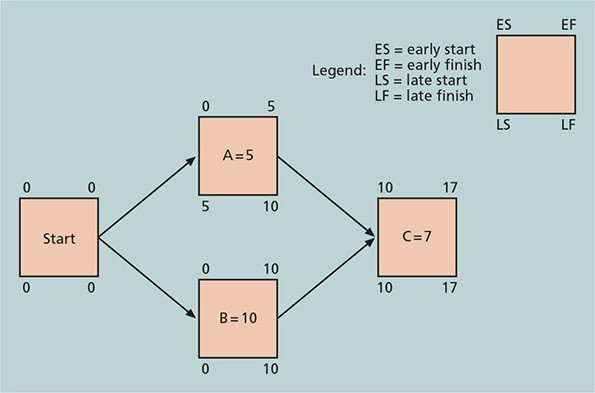 ES EF
ES = early start
EF = early finish
Legend:
LS = late start
LF = late finish
LS LF
0 5
A = 5
5 10
0 0
Start
0 0
10 17
C = 7
10 17
0 10
B = 10
0 10